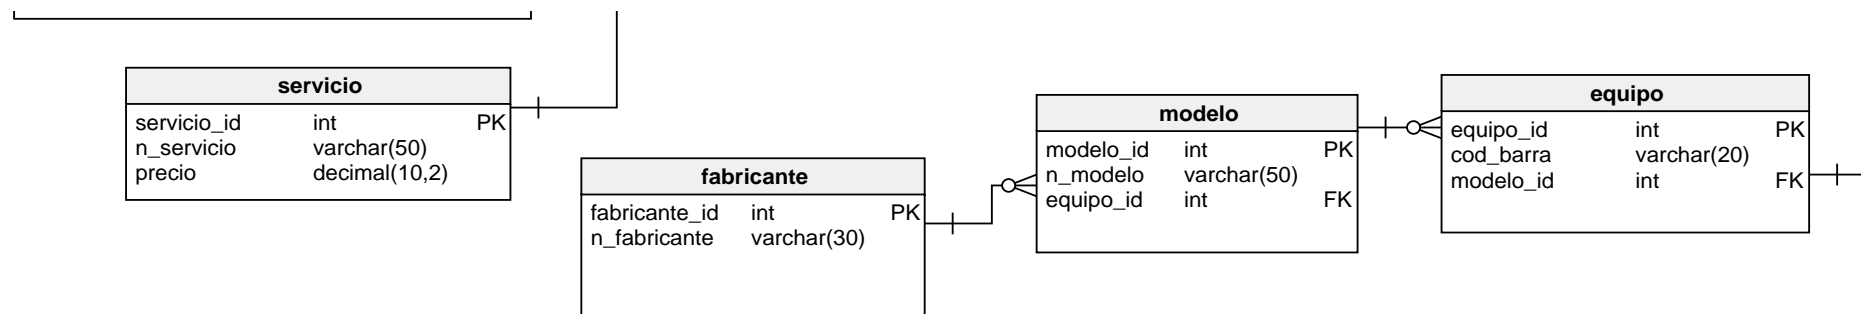 servicio
servicio_id int PK
n_servicio varchar(50)
precio decimal(10,2)
fabricante
fabricante_id int PK
n_fabricante varchar(30)
modelo
modelo_id int PK
n_modelo varchar(50)
equipo_id int FK
equipo
equipo_id int PK
cod_barra varchar(20)
modelo_id int FK